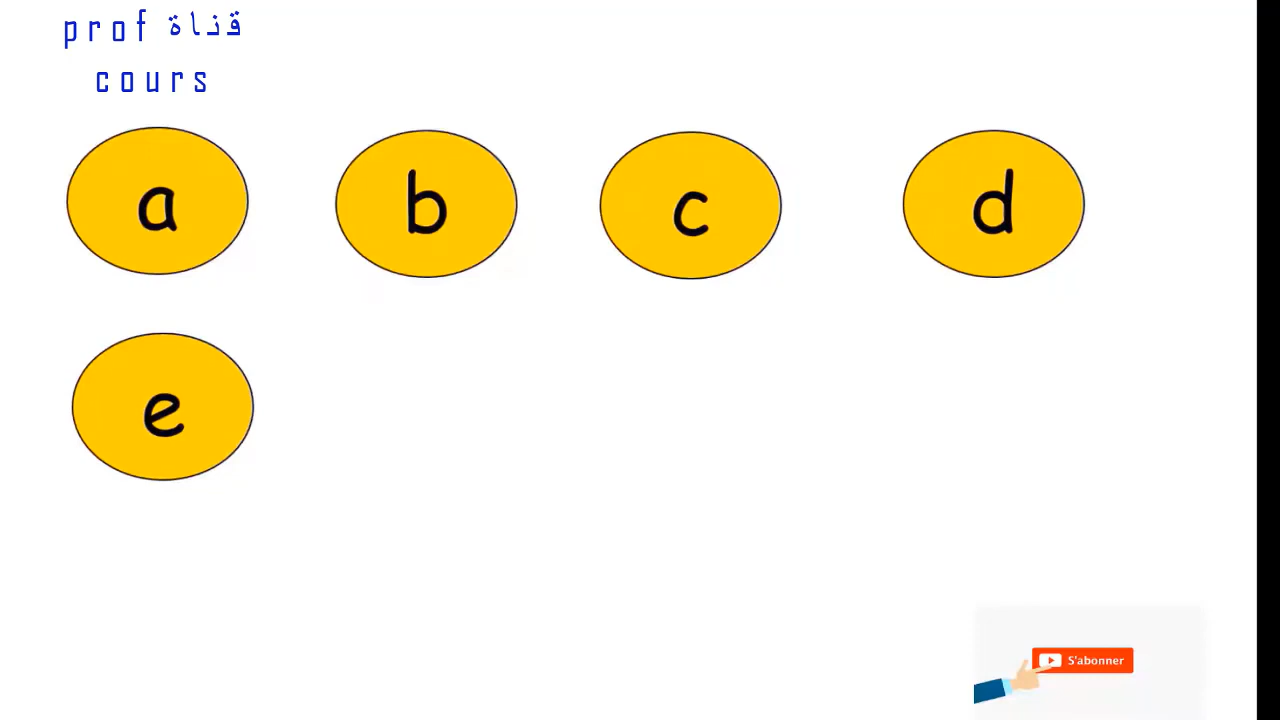 قناة prof
cours
a b c d
e
S'abonner